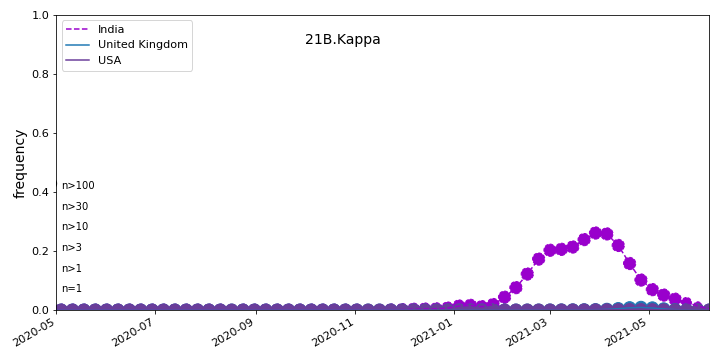 21B.Kappa
India
United Kingdom
USA
frequency
1.0
0.8
0.6
0.4
0.2
0.0
n>100
n>30
n>10
n>3
n>1
n=1
2020-05
2020-07
2020-09
2020-11
2021-01
2021-03
2021-05